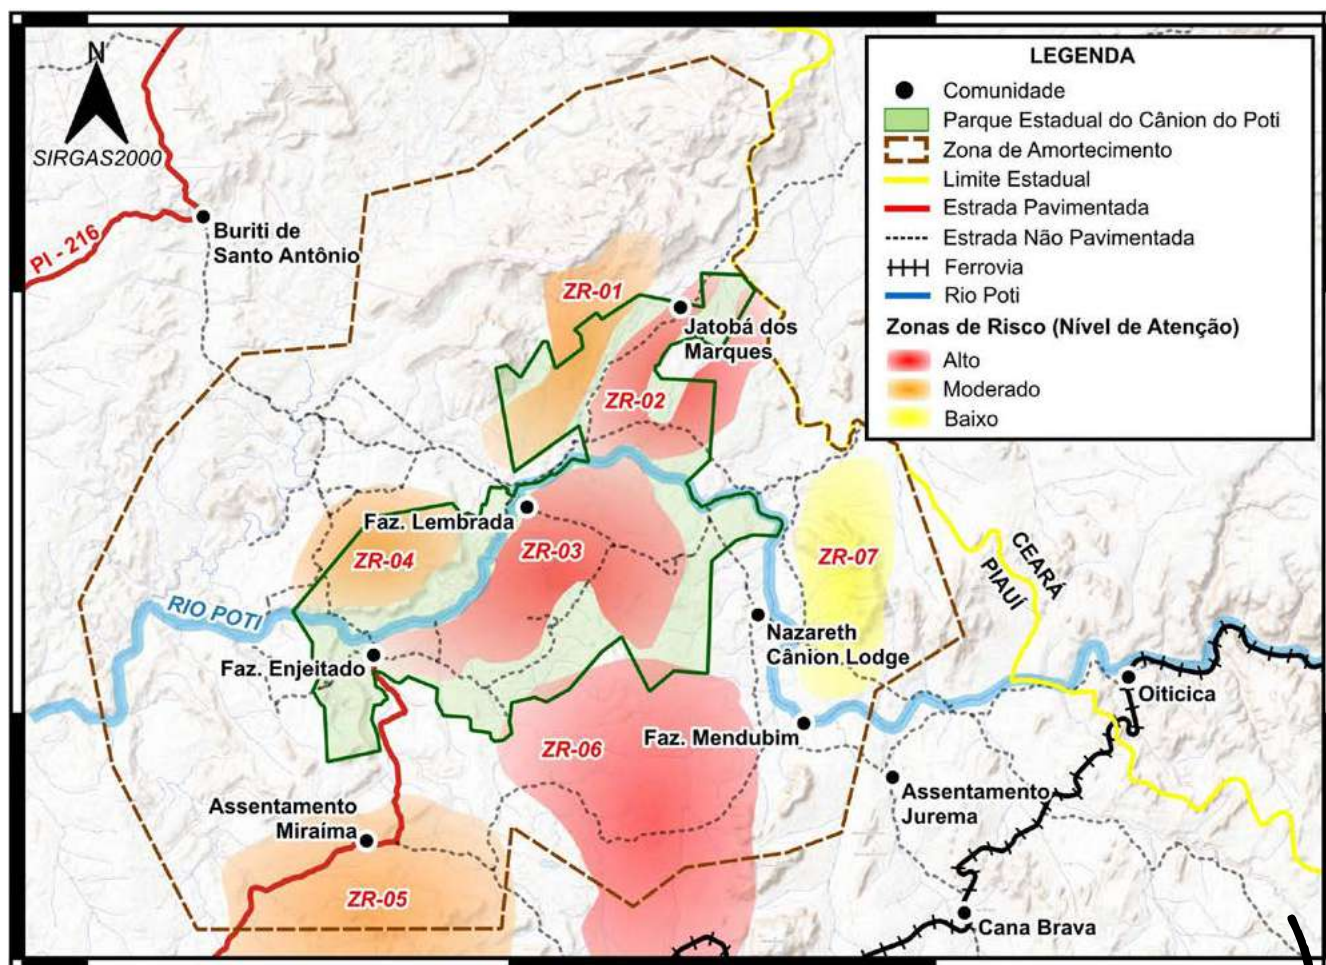 N
SIRGAS2000
PI - 216
Buriti de
Santo Antônio
LEGENDA
Comunidade
Parque Estadual do Cânion do Poti
Zona de Amortecimento
Limite Estadual
Estrada Pavimentada
Estrada Não Pavimentada
Ferrovia
Rio Poti
Zonas de Risco (Nível de Atenção)
Alto
Moderado
Baixo
ZR-01
Jatobá dos
Marques
ZR-02
Faz. Lembrada
ZR-03
ZR-04
ZR-07
CEARÁ
PIAUÍ
RIO POTI
Faz. Enjeitado
Nazareth
Cânion Lodge
Oiticica
Faz. Mendubim
ZR-06
Assentamento
Jurema
Assentamento
Miraíma
ZR-05
Cana Brava